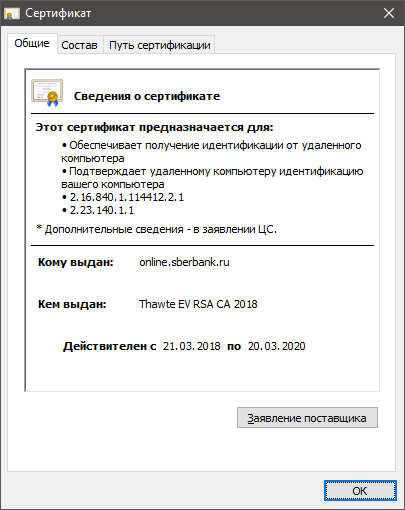 Сертификат
Общие Состав Путь сертификации
Сведения о сертификате
Этот сертификат предназначается для:
• Обеспечивает получение идентификации от удаленного
компьютера
• Подтверждает удаленному компьютеру идентификацию
вашего компьютера
• 2.16.840.1.114412.2.1
• 2.23.140.1.1
* Дополнительные сведения - в заявлении ЦС.
Кому выдан: online.sberbank.ru
Кем выдан: Thawte EV RSA CA 2018
Действителен с 21.03.2018 по 20.03.2020
Заявление поставщика
ОК